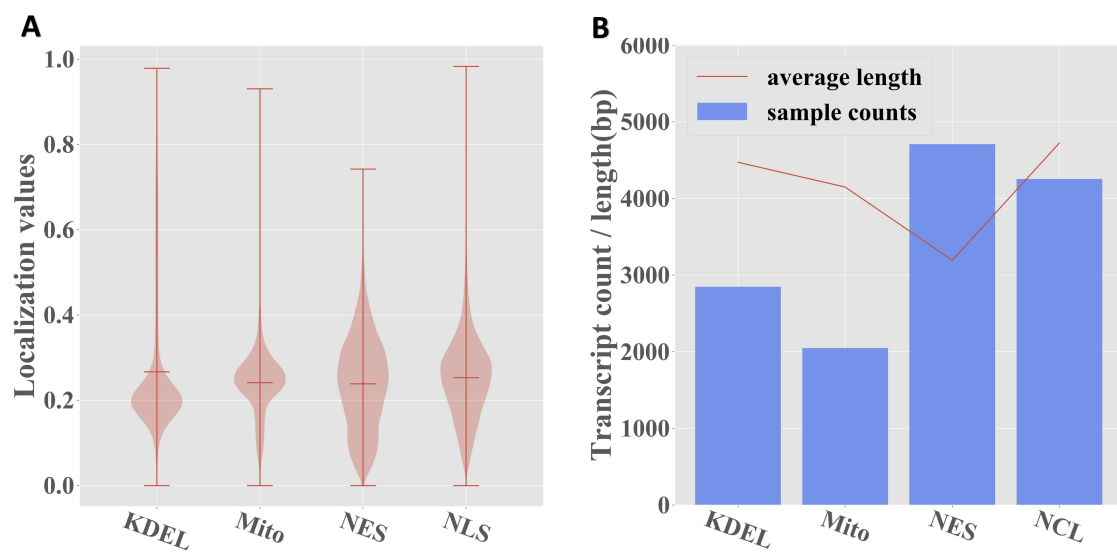 A
Localization values
1.0
0.8
0.6
0.4
0.2
0.0
KDEL
Mito
NES
NLS
B
Transcript count / length(bp)
6000
5000
4000
3000
2000
1000
0
average length
sample counts
KDEL
Mito
NES
NCL